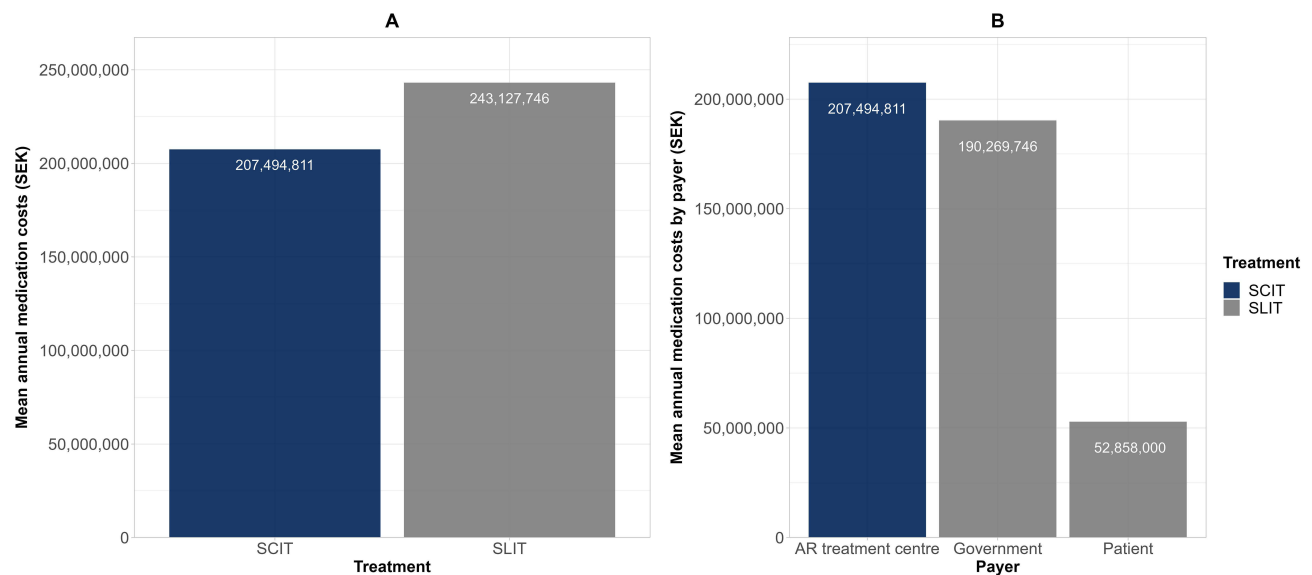 A
Mean annual medication costs (SEK)
250,000,000
200,000,000
150,000,000
100,000,000
50,000,000
0
243,127,746
207,494,811
SCIT
SLIT
Treatment
B
Mean annual medication costs by payer (SEK)
200,000,000
150,000,000
100,000,000
50,000,000
0
207,494,811
190,269,746
52,858,000
AR treatment centre
Government
Patient
Payer
Treatment
SCIT
SLIT